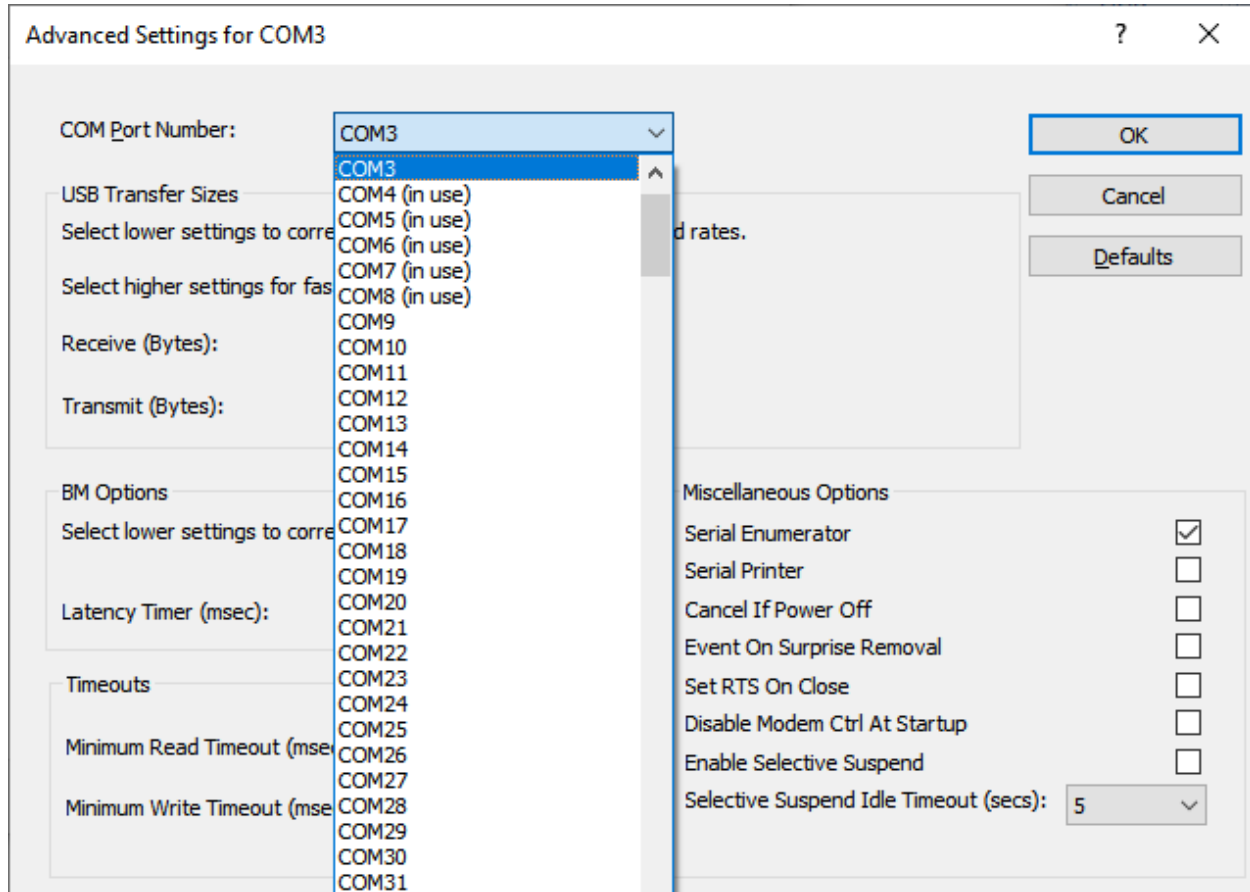 Advanced Settings for COM3
COM Port Number:
COM3
OK
Cancel
Defaults
COM3
COM4 (in use)
COM5 (in use)
COM6 (in use)
COM7 (in use)
COM8 (in use)
COM9
COM10
COM11
COM12
COM13
COM14
COM15
COM16
COM17
COM18
COM19
COM20
COM21
COM22
COM23
COM24
COM25
COM26
COM27
COM28
COM29
COM30
COM31
USB Transfer Sizes
Select lower settings to d rates.
Select higher settings for
Receive (Bytes):
Transmit (Bytes):
BM Options
Select lower settings to
Latency Timer (msec):
Timeouts
Minimum Read Timeout
Minimum Write Timeout
Miscellaneous Options
Serial Enumerator
Serial Printer
Cancel If Power Off
Event On Surprise Removal
Set RTS On Close
Disable Modem Ctrl At Startup
Enable Selective Suspend
Selective Suspend Idle Timeout (secs): 5